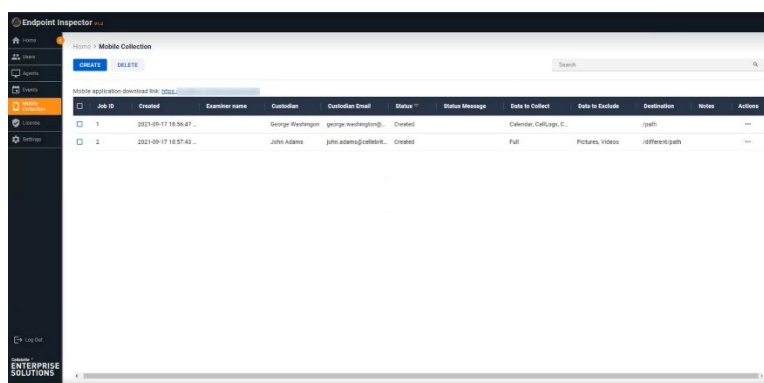 Endpoint Inspector v1.3
Home
Users
Agents
Events
Mobile Collection
License
Settings
Log Out
Cellebrite
ENTERPRISE
SOLUTIONS
Home > Mobile Collection
CREATE DELETE
Search
Mobile application download link: https:/
Job ID Created Examiner name Custodian Custodian Email Status Status Message Data to Collect Data to Exclude Destination Notes Actions
1 2021-09-17 18:56:47 ... George Washingon george.washington@... Created Calendar, CallLogs, C... /path ...
2 2021-09-17 18:57:43 ... John Adams john.adams@cellebrit... Created Full Pictures, Videos /different/path ...